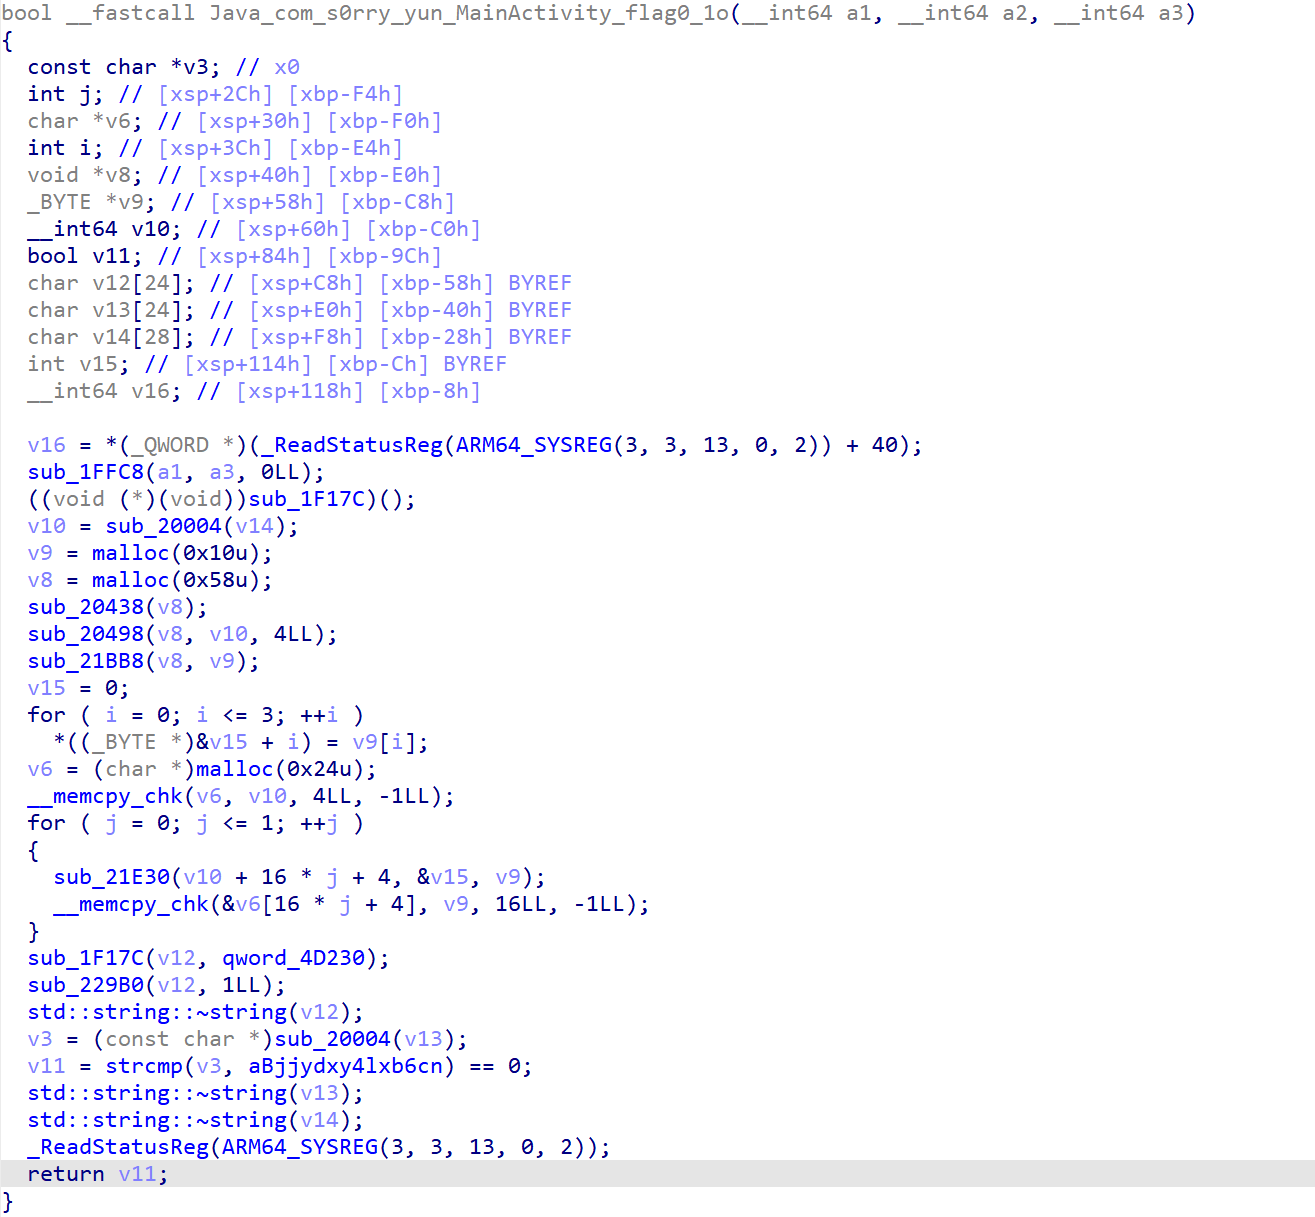 bool __fastcall Java_com_s0rry_yun_MainActivity_flag0_1o(__int64 a1, __int64 a2, __int64 a3)
{
  const char *v3; // x0
  int j; // [xsp+2Ch] [xbp-F4h]
  char *v6; // [xsp+30h] [xbp-F0h]
  int i; // [xsp+3Ch] [xbp-E4h]
  void *v8; // [xsp+40h] [xbp-E0h]
  _BYTE *v9; // [xsp+58h] [xbp-C8h]
  __int64 v10; // [xsp+60h] [xbp-C0h]
  bool v11; // [xsp+84h] [xbp-9Ch]
  char v12[24]; // [xsp+C8h] [xbp-58h] BYREF
  char v13[24]; // [xsp+E0h] [xbp-40h] BYREF
  char v14[28]; // [xsp+F8h] [xbp-28h] BYREF
  int v15; // [xsp+114h] [xbp-Ch] BYREF
  __int64 v16; // [xsp+118h] [xbp-8h]

  v16 = *(_QWORD *)(_ReadStatusReg(ARM64_SYSREG(3, 3, 13, 0, 2)) + 40);
  sub_1FFC8(a1, a3, 0LL);
  ((void (*)(void))sub_1F17C)();
  v10 = sub_20004(v14);
  v9 = malloc(0x10u);
  v8 = malloc(0x58u);
  sub_20438(v8);
  sub_20498(v8, v10, 4LL);
  sub_21BB8(v8, v9);
  v15 = 0;
  for ( i = 0; i <= 3; ++i )
    *((_BYTE *)&v15 + i) = v9[i];
  v6 = (char *)malloc(0x24u);
  __memcpy_chk(v6, v10, 4LL, -1LL);
  for ( j = 0; j <= 1; ++j )
  {
    sub_21E30(v10 + 16 * j + 4, &v15, v9);
    __memcpy_chk(&v6[16 * j + 4], v9, 16LL, -1LL);
  }
  sub_1F17C(v12, qword_4D230);
  sub_229B0(v12, 1LL);
  std::string::~string(v12);
  v3 = (const char *)sub_20004(v13);
  v11 = strcmp(v3, aBjjydxy4lxb6cn) == 0;
  std::string::~string(v13);
  std::string::~string(v14);
  _ReadStatusReg(ARM64_SYSREG(3, 3, 13, 0, 2));
  return v11;
}